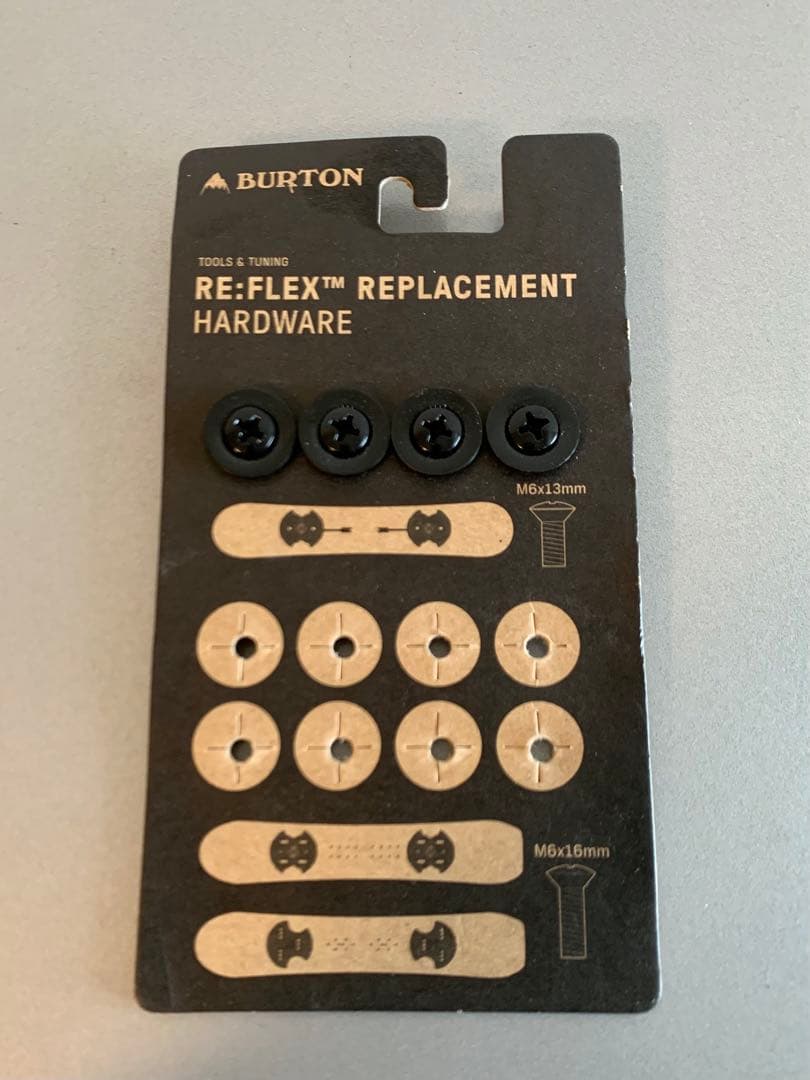 BURTON
TOOLS & TUNING
RE:FLEX™ REPLACEMENT
HARDWARE
M6x13mm
M6x16mm